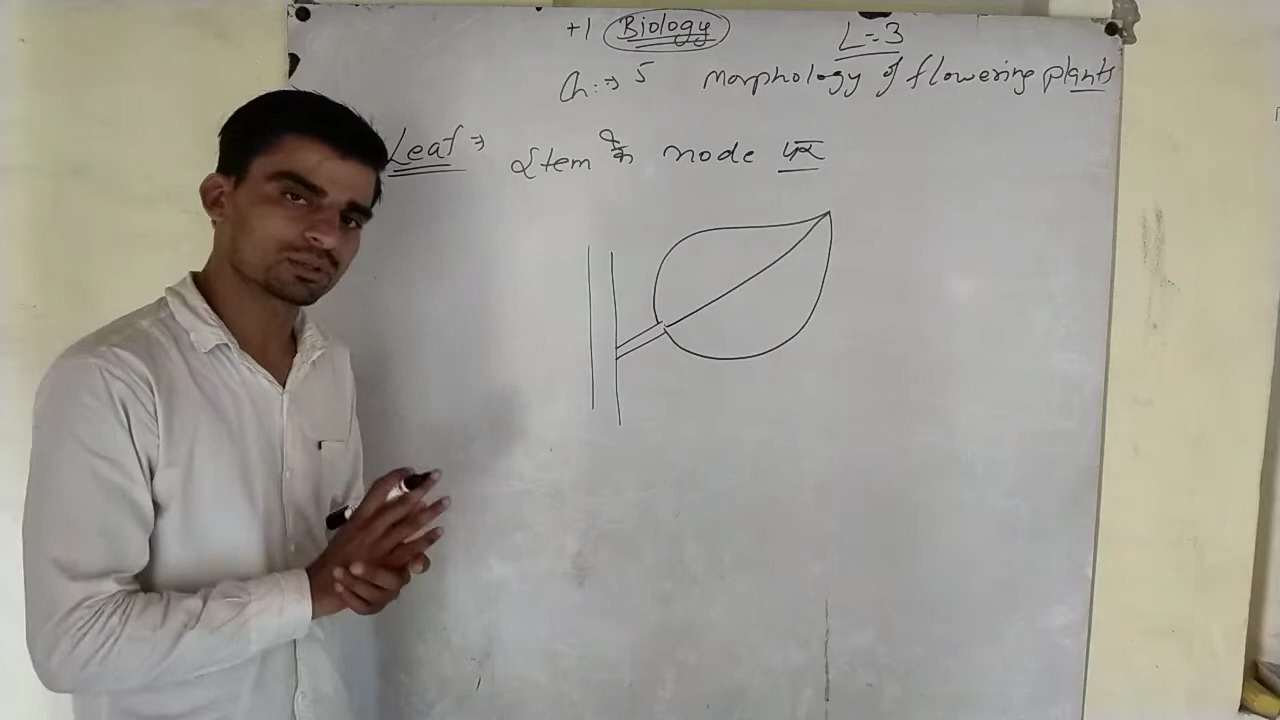 +1 Biology L=3
Ch:→ 5 Morphology of flowering plants
Leaf ⇒ Stem के node पर